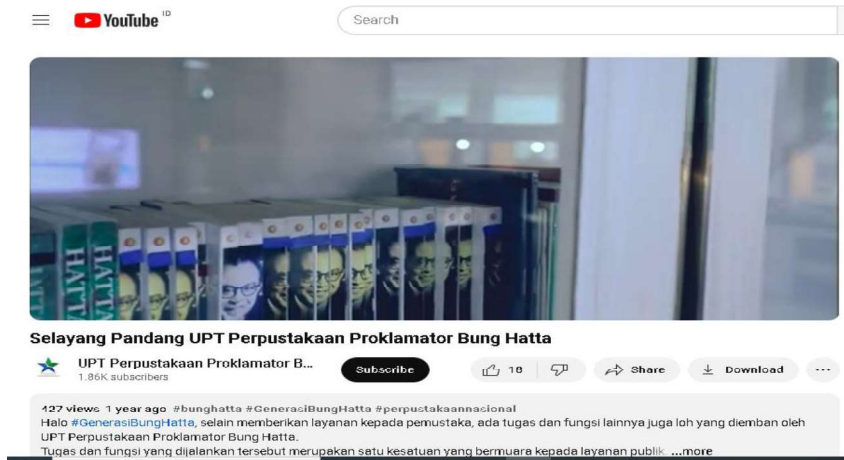 YouTube ID
Search
HATTA
HATTA
Selayang Pandang UPT Perpustakaan Proklamator Bung Hatta
UPT Perpustakaan Proklamator B...
1.86K subscribers
Subscribe
18
Share
Download
427 views 1 year ago #bunghatta #GenerasiBungHatta #perpustakaannasional
Halo #GenerasiBungHatta, selain memberikan layanan kepada pemustaka, ada tugas dan fungsi lainnya juga loh yang diemban oleh
UPT Perpustakaan Proklamator Bung Hatta.
Tugas dan fungsi yang dijalankan tersebut merupakan satu kesatuan yang bermuara kepada layanan publik. ...more